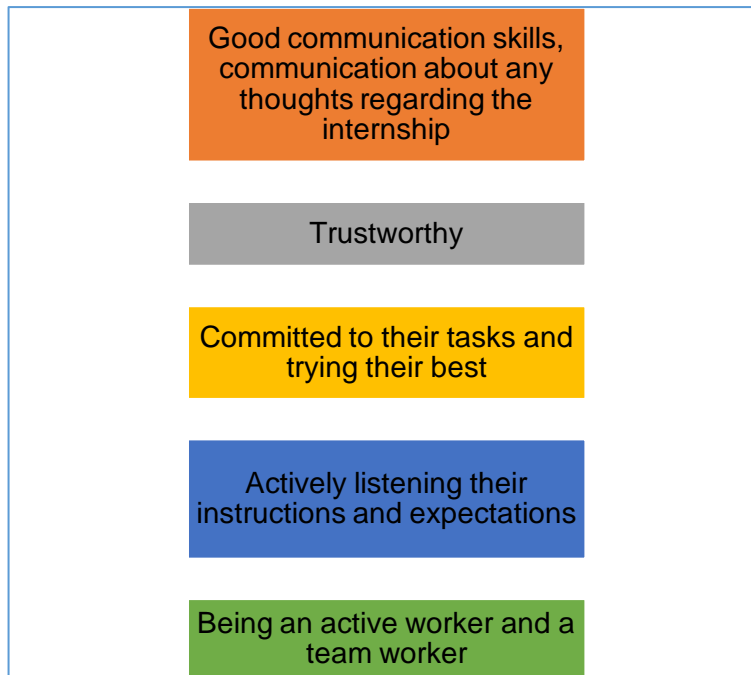 Good communication skills,
communication about any
thoughts regarding the
internship
Trustworthy
Committed to their tasks and
trying their best
Actively listening their
instructions and expectations
Being an active worker and a
team worker